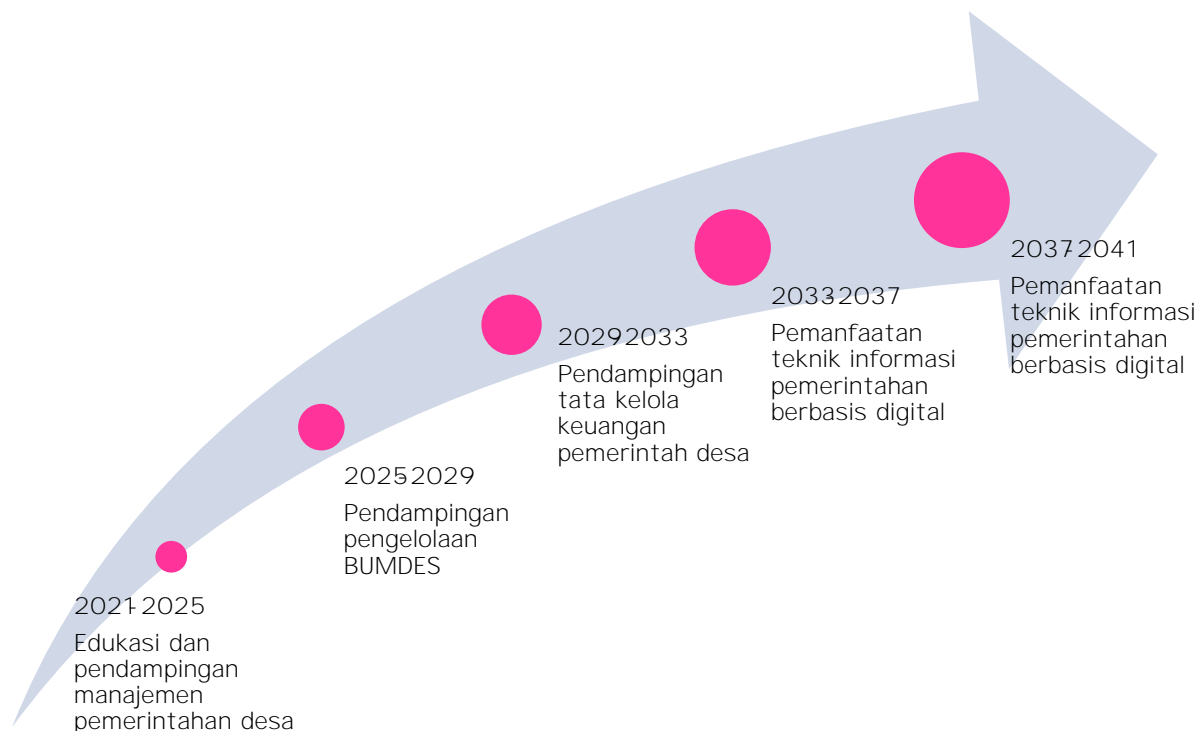 2021-2025
Edukasi dan
pendampingan
manajemen
pemerintahan desa
2025-2029
Pendampingan
pengelolaan
BUMDES
2029-2033
Pendampingan
tata kelola
keuangan
pemerintah desa
2033-2037
Pemanfaatan
teknik informasi
pemerintahan
berbasis digital
2037-2041
Pemanfaatan
teknik informasi
pemerintahan
berbasis digital